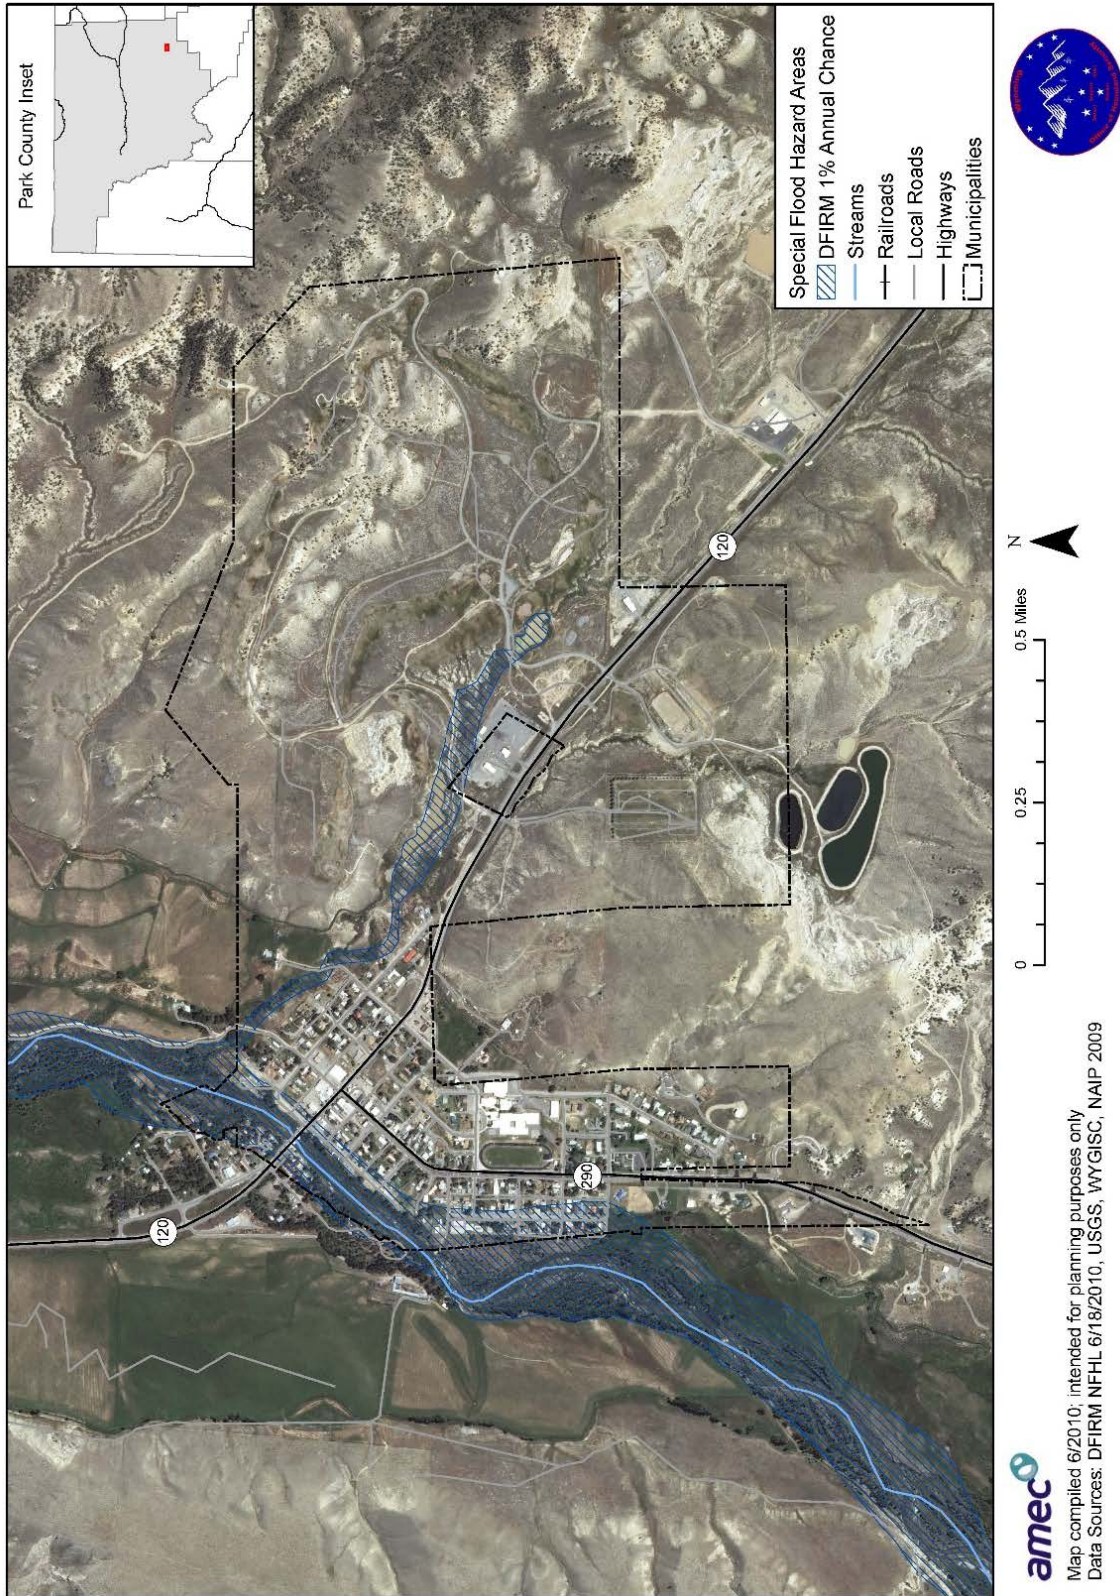 Park County Inset
120
290
120
Special Flood Hazard Areas
DFIRM 1% Annual Chance
Streams
Railroads
Local Roads
Highways
Municipalities
amec
Map compiled 6/2010; intended for planning purposes only
Data Sources: DFIRM NFHL 6/18/2010, USGS, WYGISC, NAIP 2009
0
0.25
0.5 Miles
N
Wyoming